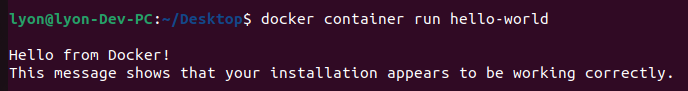 lyon@lyon-Dev-PC:~/Desktop$ docker container run hello-world
Hello from Docker!
This message shows that your installation appears to be working correctly.